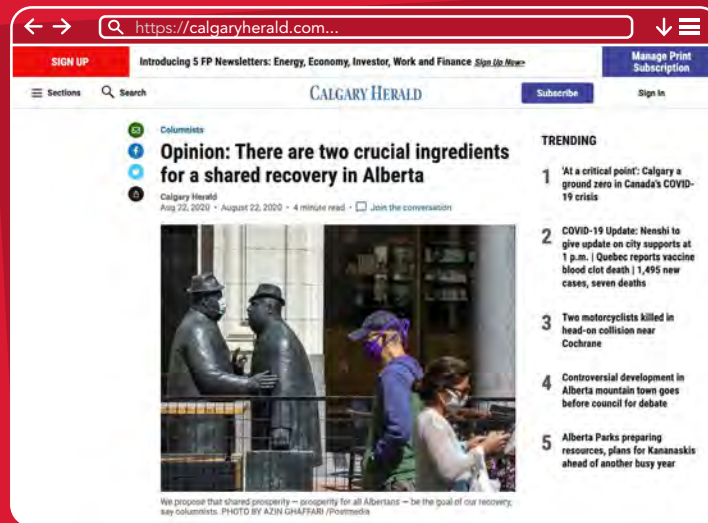 https://calgaryherald.com...
SIGN UP
Introducing 5 FP Newsletters: Energy, Economy, Investor, Work and Finance Sign Up Now>
Manage Print
Subscription
Sections
Search
CALGARY HERALD
Subscribe
Sign In
Columnists
Opinion: There are two crucial ingredients
for a shared recovery in Alberta
Calgary Herald
Aug 22, 2020 • August 22, 2020 • 4 minute read • Join the conversation
We propose that shared prosperity — prosperity for all Albertans — be the goal of our recovery,
say columnists. PHOTO BY AZIN GHAFFARI /Postmedia
TRENDING
1 'At a critical point': Calgary a
ground zero in Canada's COVID-
19 crisis
2 COVID-19 Update: Nenshi to
give update on city supports at
1 p.m. | Quebec reports vaccine
blood clot death | 1,495 new
cases, seven deaths
3 Two motorcyclists killed in
head-on collision near
Cochrane
4 Controversial development in
Alberta mountain town goes
before council for debate
5 Alberta Parks preparing
resources, plans for Kananaskis
ahead of another busy year